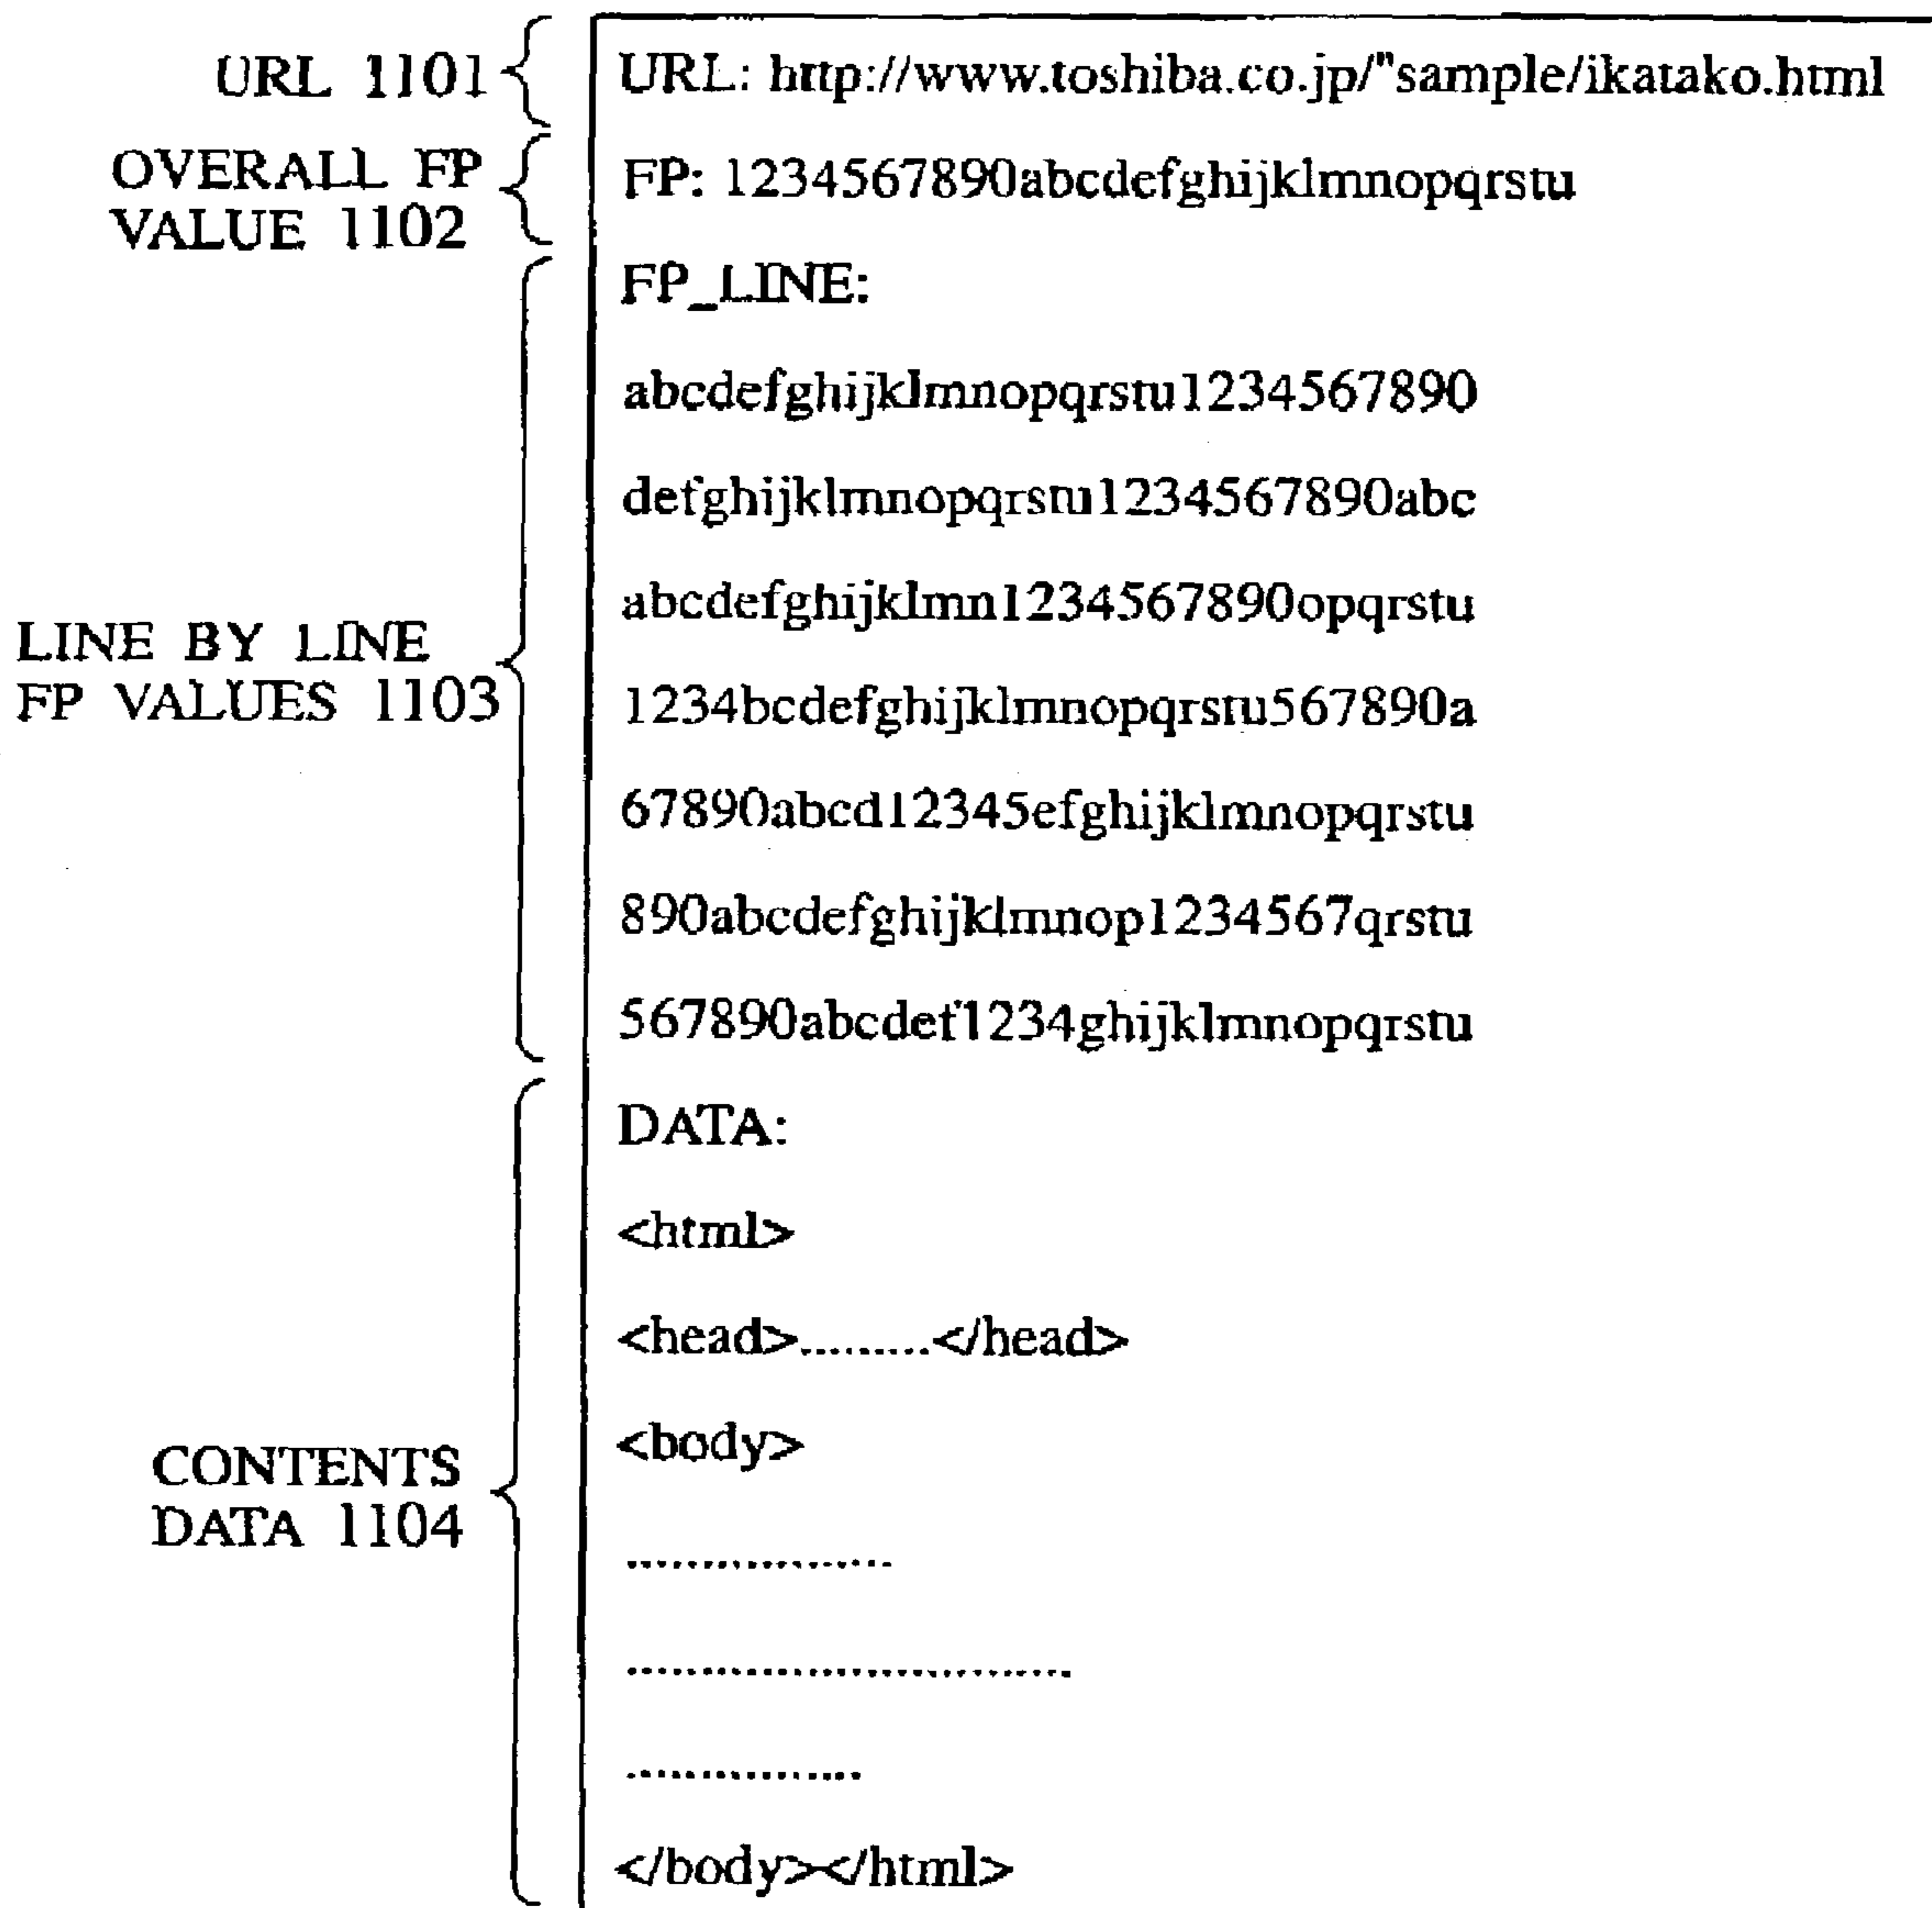 URL 1101
URL: http://www.toshiba.co.jp/"sample/ikatako.html
OVERALL FP
VALUE 1102
FP: 1234567890abcdefghijklmnopqrstu
LINE BY LINE
FP VALUES 1103
FP_LINE:
abcdefghijklmnopqrstu1234567890
defghijklmnopqrstu1234567890abc
abcdefghijklmn1234567890opqrstu
1234bcdefghijklmnopqrstu567890a
67890abcd12345efghijklmnopqrstu
890abcdefghijklmnop1234567qrstu
567890abcdef1234ghijklmnopqrstu
CONTENTS
DATA 1104
DATA:
<html>
<head>.........</head>
<body>
..................
..............................
................
</body></html>